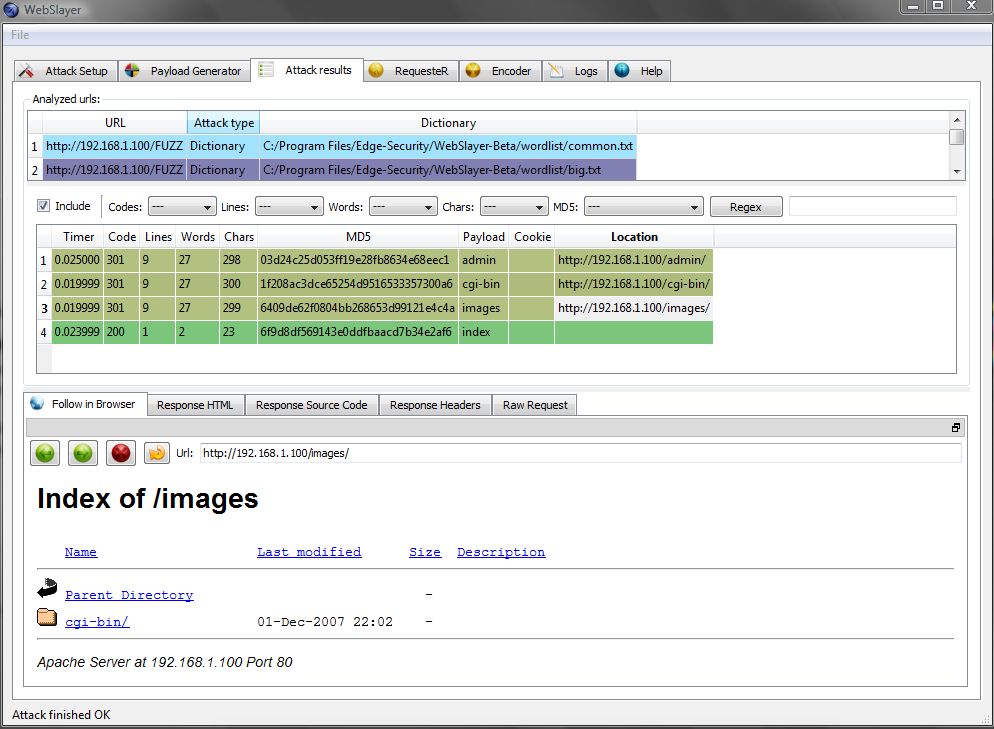 WebSlayer
File
Attack Setup Payload Generator Attack results RequesteR Encoder Logs Help
Analyzed urls:
URL Attack type Dictionary
1 http://192.168.1.100/FUZZ Dictionary C:/Program Files/Edge-Security/WebSlayer-Beta/wordlist/common.txt
2 http://192.168.1.100/FUZZ Dictionary C:/Program Files/Edge-Security/WebSlayer-Beta/wordlist/big.txt
Include Codes: --- Lines: --- Words: --- Chars: --- MD5: --- Regex
Timer Code Lines Words Chars MD5 Payload Cookie Location
1 0.025000 301 9 27 298 03d24c25d053ff19e28fb8634e68eec1 admin http://192.168.1.100/admin/
2 0.019999 301 9 27 300 1f208ac3dce65254d9516533357300a6 cgi-bin http://192.168.1.100/cgi-bin/
3 0.019999 301 9 27 299 6409de62f0804bb268653d99121e4c4a images http://192.168.1.100/images/
4 0.023999 200 1 2 23 6f9d8df569143e0ddfbaacd7b34e2af6 index
Follow in Browser Response HTML Response Source Code Response Headers Raw Request
Url: http://192.168.1.100/images/
Index of /images
Name Last modified Size Description
Parent Directory -
cgi-bin/ 01-Dec-2007 22:02 -
Apache Server at 192.168.1.100 Port 80
Attack finished OK